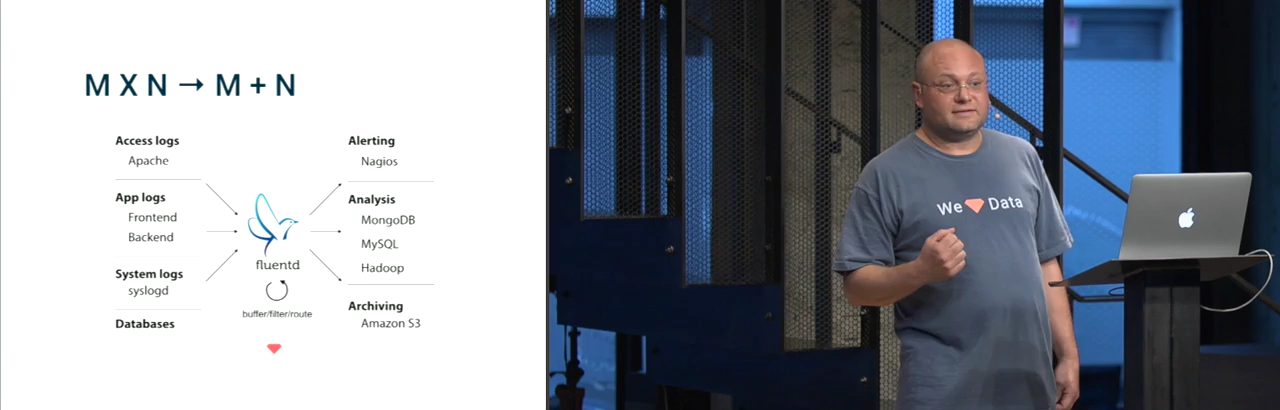 M X N → M + N
Access logs
Apache
App logs
Frontend
Backend
System logs
syslogd
Databases
fluentd
buffer/filter/route
Alerting
Nagios
Analysis
MongoDB
MySQL
Hadoop
Archiving
Amazon S3
We Data